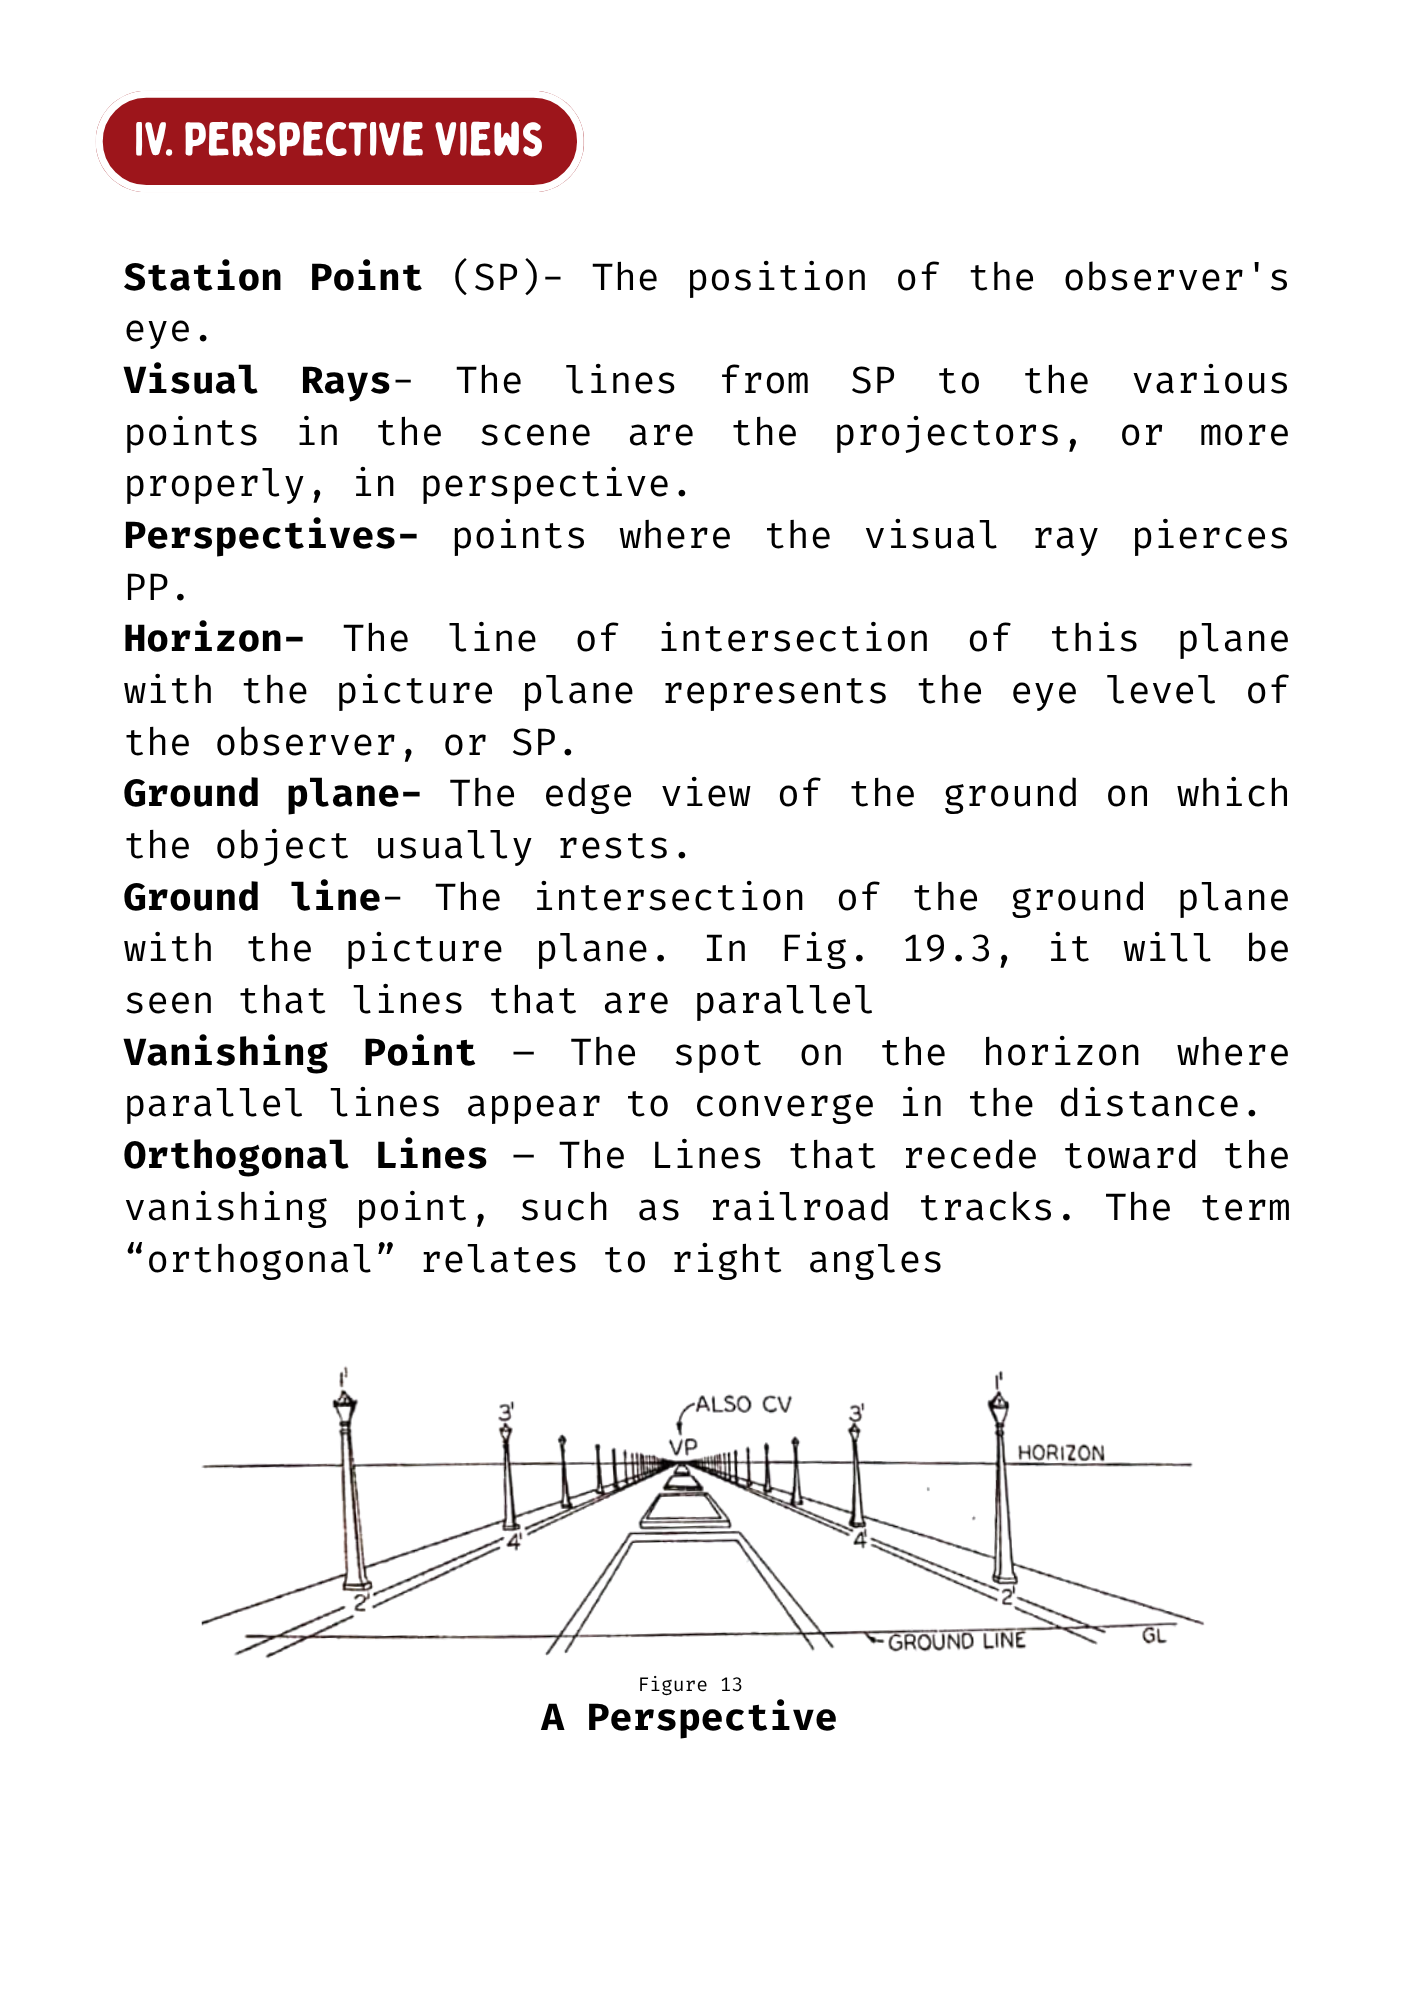 IV. PERSPECTIVE VIEWS
Station Point (SP)- The position of the observer's
eye.
Visual Rays- The lines from SP to the various
points in the scene are the projectors, or more
properly, in perspective.
Perspectives- points where the visual ray pierces
PP.
Horizon- The line of intersection of this plane
with the picture plane represents the eye level of
the observer, or SP.
Ground plane- The edge view of the ground on which
the object usually rests.
Ground line- The intersection of the ground plane
with the picture plane. In Fig. 19.3, it will be
seen that lines that are parallel
Vanishing Point – The spot on the horizon where
parallel lines appear to converge in the distance.
Orthogonal Lines – The Lines that recede toward the
vanishing point, such as railroad tracks. The term
“orthogonal” relates to right angles
1' 1'
3' ALSO CV 3'
VP HORIZON
4' 4'
2' 2'
GROUND LINE GL
Figure 13
A Perspective